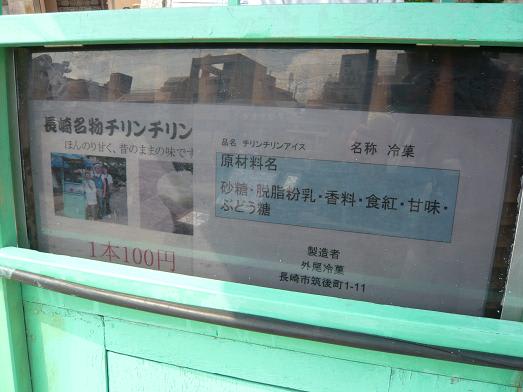 長崎名物チリンチリン
ほんのり甘く、昔のままの味です
1本100円
品名 チリンチリンアイス 名称 冷菓
原材料名
砂糖・脱脂粉乳・香料・食紅・甘味・
ぶどう糖
製造者
外尾冷菓
長崎市筑後町1-11